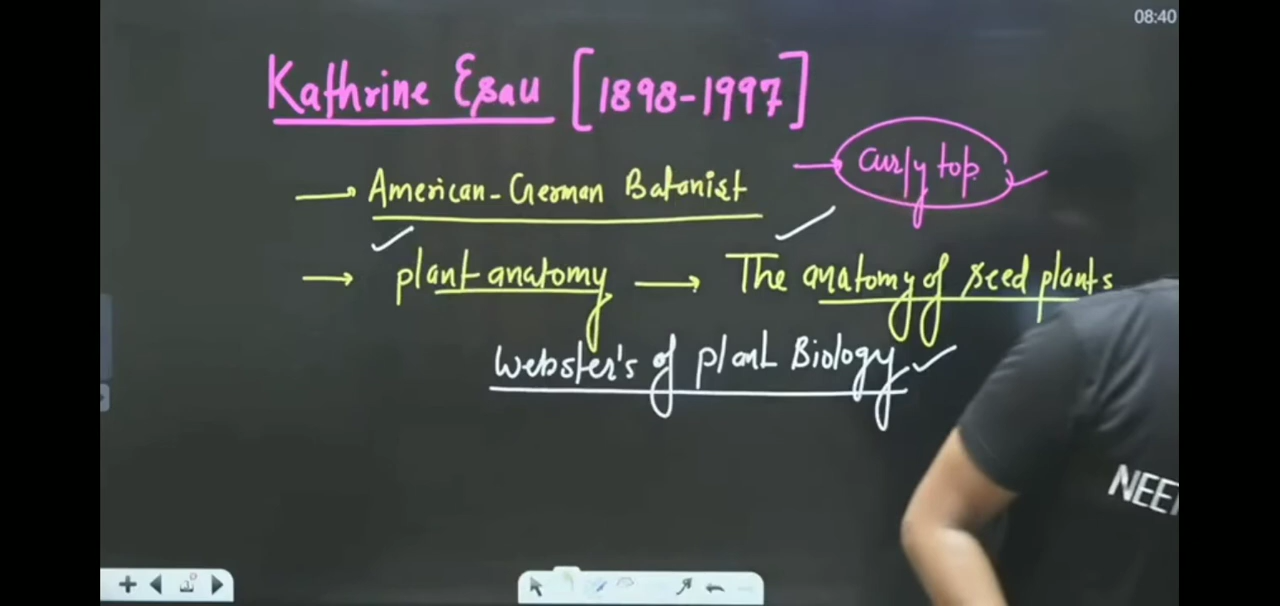 08:40
Kathrine Esau [1898-1997]
→ curly top
→ American-German Botanist
→ plant anatomy → The anatomy of seed plants
Webster's of plant Biology
NEET